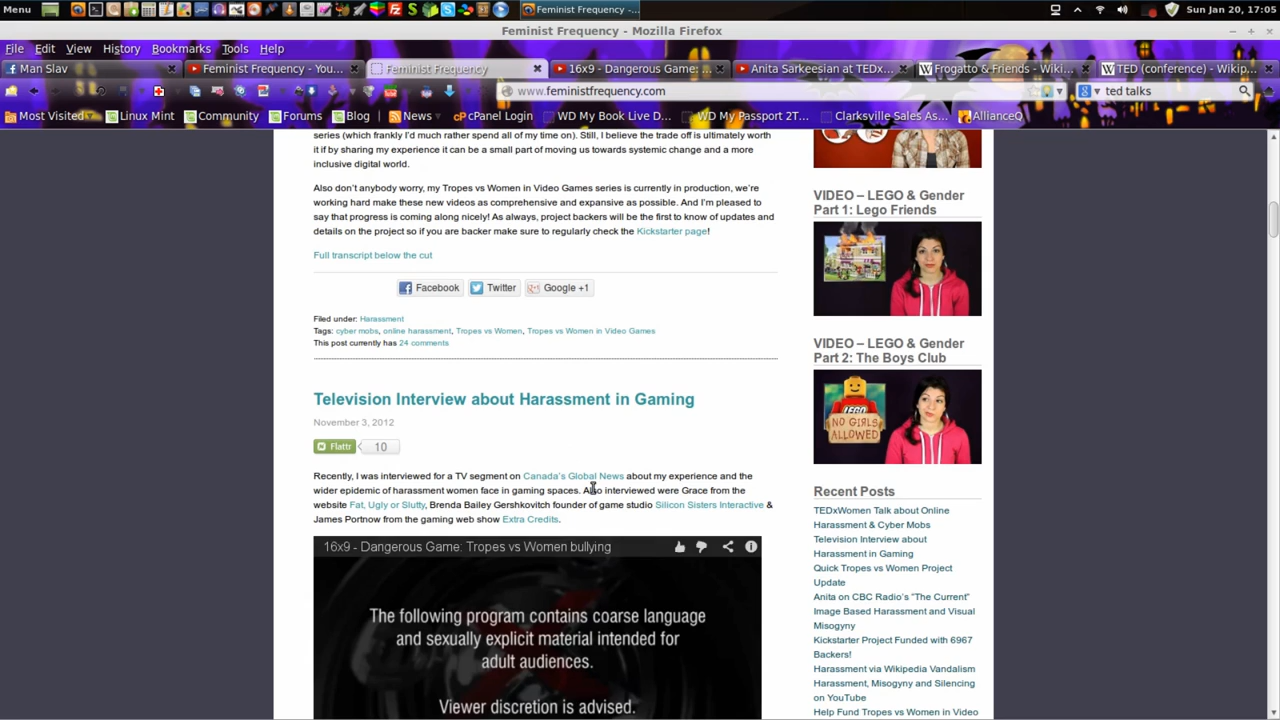 Menu
Feminist Frequency -...
Sun Jan 20, 17:05
Feminist Frequency - Mozilla Firefox
File Edit View History Bookmarks Tools Help
Man Slav
Feminist Frequency - You...
Feminist Frequency
16x9 - Dangerous Game: ...
Anita Sarkeesian at TEDx...
Frogatto & Friends - Wiki...
TED (conference) - Wikip...
www.feministfrequency.com
ted talks
Most Visited
Linux Mint
Community
Forums
Blog
News
cPanel Login
WD My Book Live D...
WD My Passport 2T...
Clarksville Sales As...
AllianceQ
series (which frankly I'd much rather spend all of my time on). Still, I believe the trade off is ultimately worth
it if by sharing my experience it can be a small part of moving us towards systemic change and a more
inclusive digital world.
Also don't anybody worry, my Tropes vs Women in Video Games series is currently in production, we're
working hard make these new videos as comprehensive and expansive as possible. And I'm pleased to
say that progress is coming along nicely! As always, project backers will be the first to know of updates and
details on the project so if you are backer make sure to regularly check the Kickstarter page!
Full transcript below the cut
Facebook
Twitter
Google +1
Filed under: Harassment
Tags: cyber mobs, online harassment, Tropes vs Women, Tropes vs Women in Video Games
This post currently has 24 comments
Television Interview about Harassment in Gaming
November 3, 2012
Flattr
10
Recently, I was interviewed for a TV segment on Canada's Global News about my experience and the
wider epidemic of harassment women face in gaming spaces. Also interviewed were Grace from the
website Fat, Ugly or Slutty, Brenda Bailey Gershkovitch founder of game studio Silicon Sisters Interactive &
James Portnow from the gaming web show Extra Credits.
16x9 - Dangerous Game: Tropes vs Women bullying
The following program contains coarse language
and sexually explicit material intended for
adult audiences.
Viewer discretion is advised.
VIDEO – LEGO & Gender
Part 1: Lego Friends
VIDEO – LEGO & Gender
Part 2: The Boys Club
LEGO
NO GIRLS
ALLOWED
Recent Posts
TEDxWomen Talk about Online
Harassment & Cyber Mobs
Television Interview about
Harassment in Gaming
Quick Tropes vs Women Project
Update
Anita on CBC Radio's "The Current"
Image Based Harassment and Visual
Misogyny
Kickstarter Project Funded with 6967
Backers!
Harassment via Wikipedia Vandalism
Harassment, Misogyny and Silencing
on YouTube
Help Fund Tropes vs Women in Video